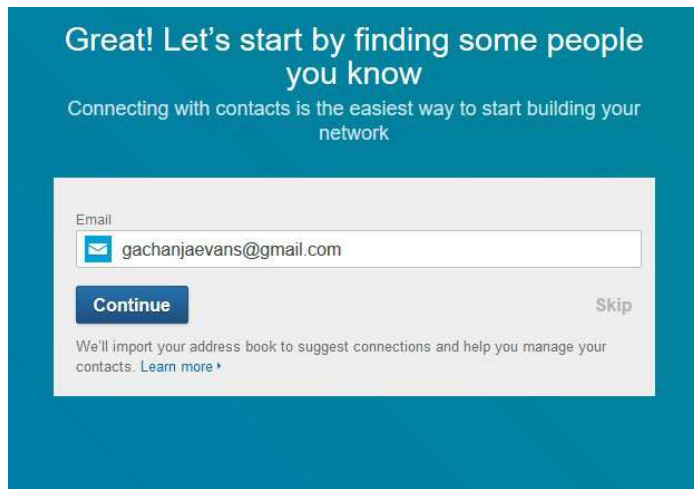 Great! Let’s start by finding some people
you know
Connecting with contacts is the easiest way to start building your
network
Email
gachanjaevans@gmail.com
Continue
Skip
We'll import your address book to suggest connections and help you manage your
contacts. Learn more